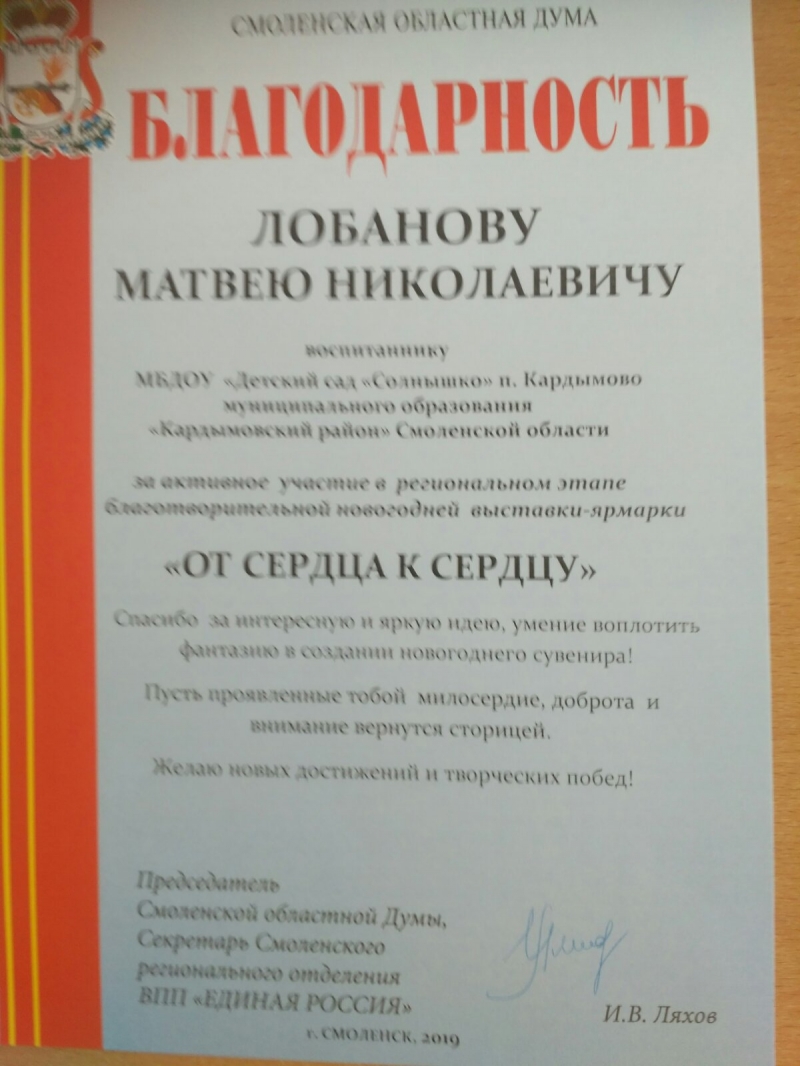 СМОЛЕНСКАЯ ОБЛАСТНАЯ ДУМА
БЛАГОДАРНОСТЬ
ЛОБАНОВУ
МАТВЕЮ НИКОЛАЕВИЧУ
воспитаннику
МБДОУ «Детский сад «Солнышко» п. Кардымово
муниципального образования
«Кардымовский район» Смоленской области
за активное участие в региональном этапе
благотворительной новогодней выставки-ярмарки
«ОТ СЕРДЦА К СЕРДЦУ»
Спасибо за интересную и яркую идею, умение воплотить
фантазию в создании новогоднего сувенира!
Пусть проявленные тобой милосердие, доброта и
внимание вернутся сторицей.
Желаю новых достижений и творческих побед!
Председатель
Смоленской областной Думы,
Секретарь Смоленского
регионального отделения
ВПП «ЕДИНАЯ РОССИЯ»
И.В. Ляхов
г. СМОЛЕНСК, 2019